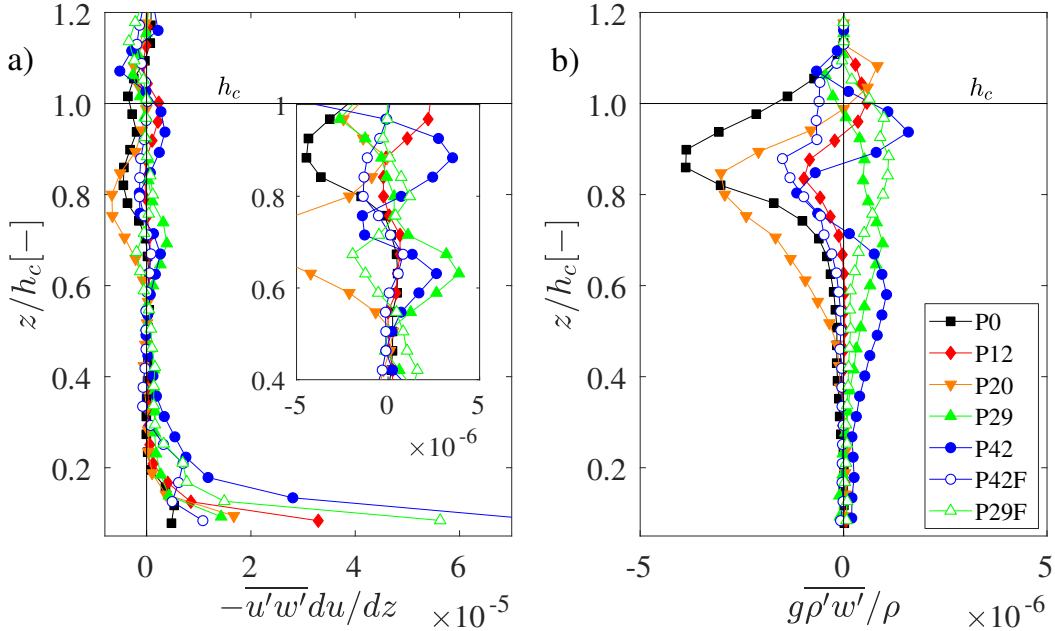 a)
1.2
1.0
0.8
0.6
0.4
0.2
z/h_c[−]
h_c
1
0.8
0.6
0.4
-5
0
5
×10^{-6}
0
2
4
6
×10^{-5}
−\overline{u'w'}du/dz
b)
1.2
1.0
0.8
0.6
0.4
0.2
z/h_c[−]
h_c
P0
P12
P20
P29
P42
P42F
P29F
-5
0
5
×10^{-6}
g\overline{ρ'w'}/ρ